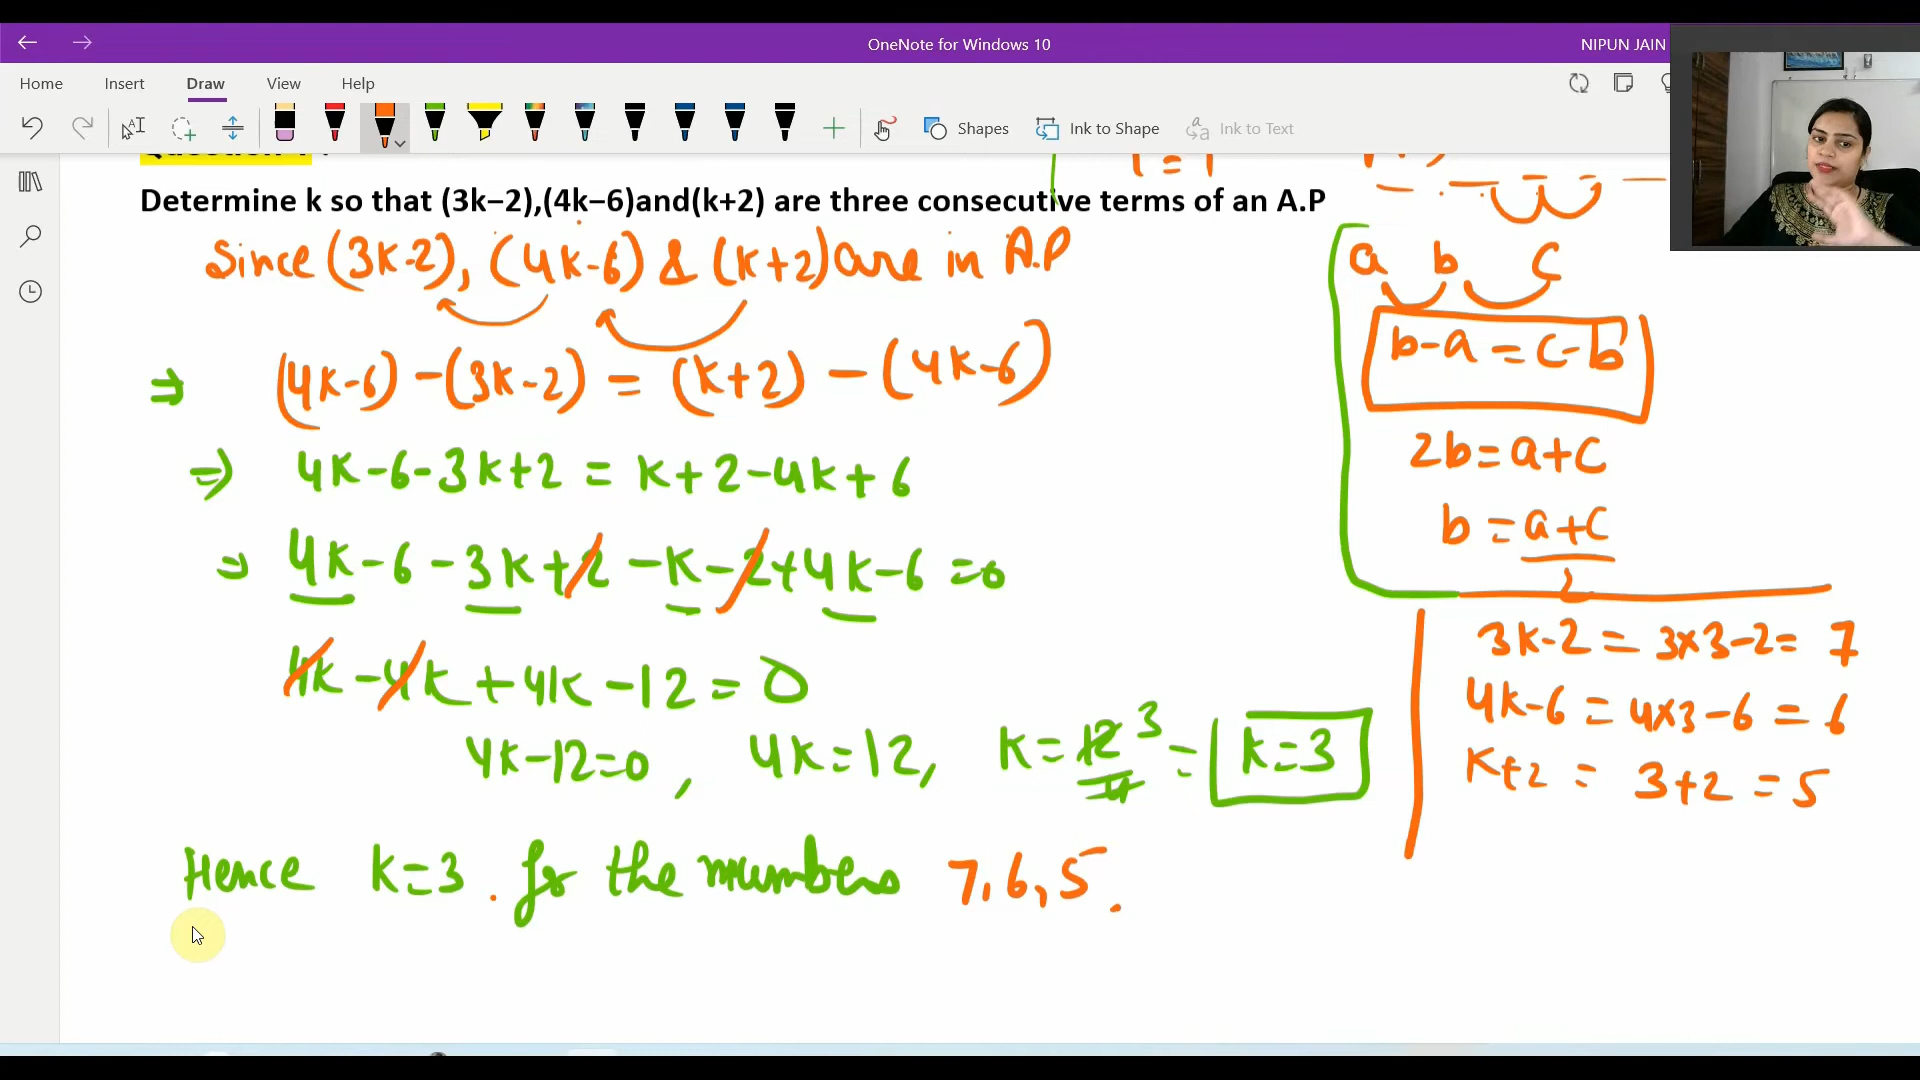 OneNote for Windows 10
NIPUN JAIN
Home Insert Draw View Help
Shapes Ink to Shape Ink to Text
Determine k so that (3k−2),(4k−6)and(k+2) are three consecutive terms of an A.P
Since (3k-2), (4k-6) & (k+2) are in A.P
⇒ (4k-6) - (3k-2) = (k+2) - (4k-6)
⇒ 4k-6-3k+2 = k+2-4k+6
⇒ 4k-6-3k+2-k-2+4k-6=0
4k-4k+4k-12=0
4k-12=0, 4k=12, k=12/4 3 = k=3
Hence k=3. for the numbers 7,6,5.
a b c
b-a=c-b
2b=a+c
b=a+c/2
3k-2 = 3×3-2= 7
4k-6 = 4×3-6 = 6
k+2 = 3+2 = 5